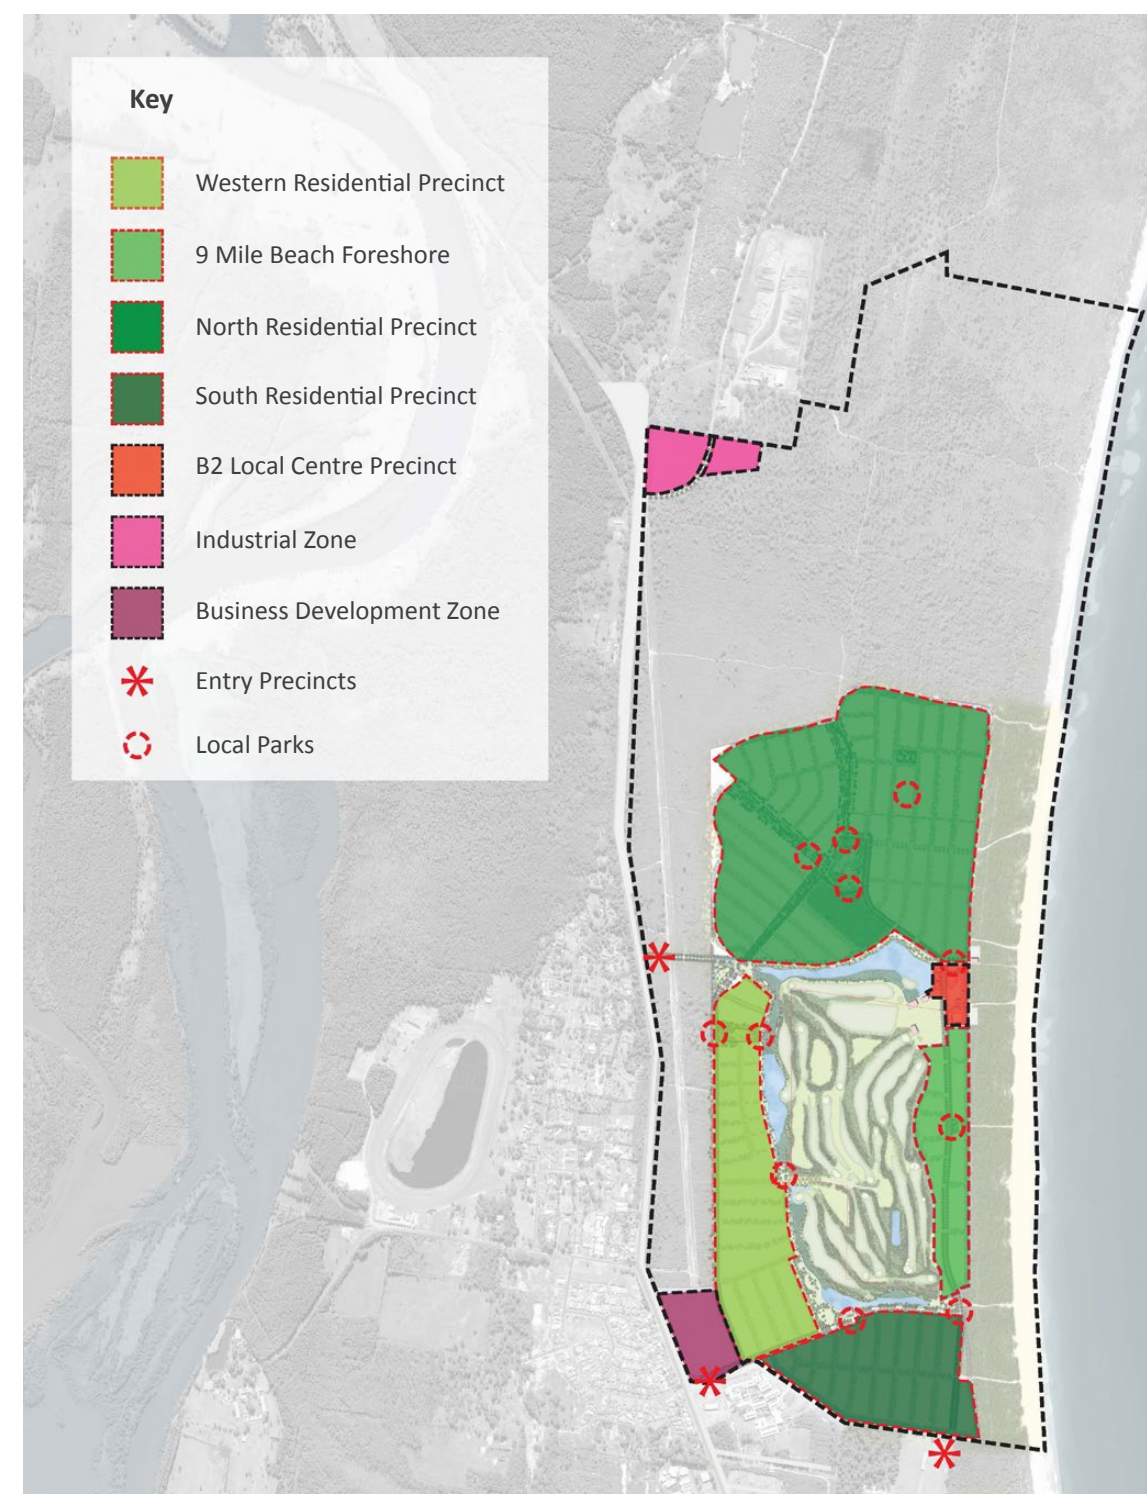 Key
Western Residential Precinct
9 Mile Beach Foreshore
North Residential Precinct
South Residential Precinct
B2 Local Centre Precinct
Industrial Zone
Business Development Zone
Entry Precincts
Local Parks